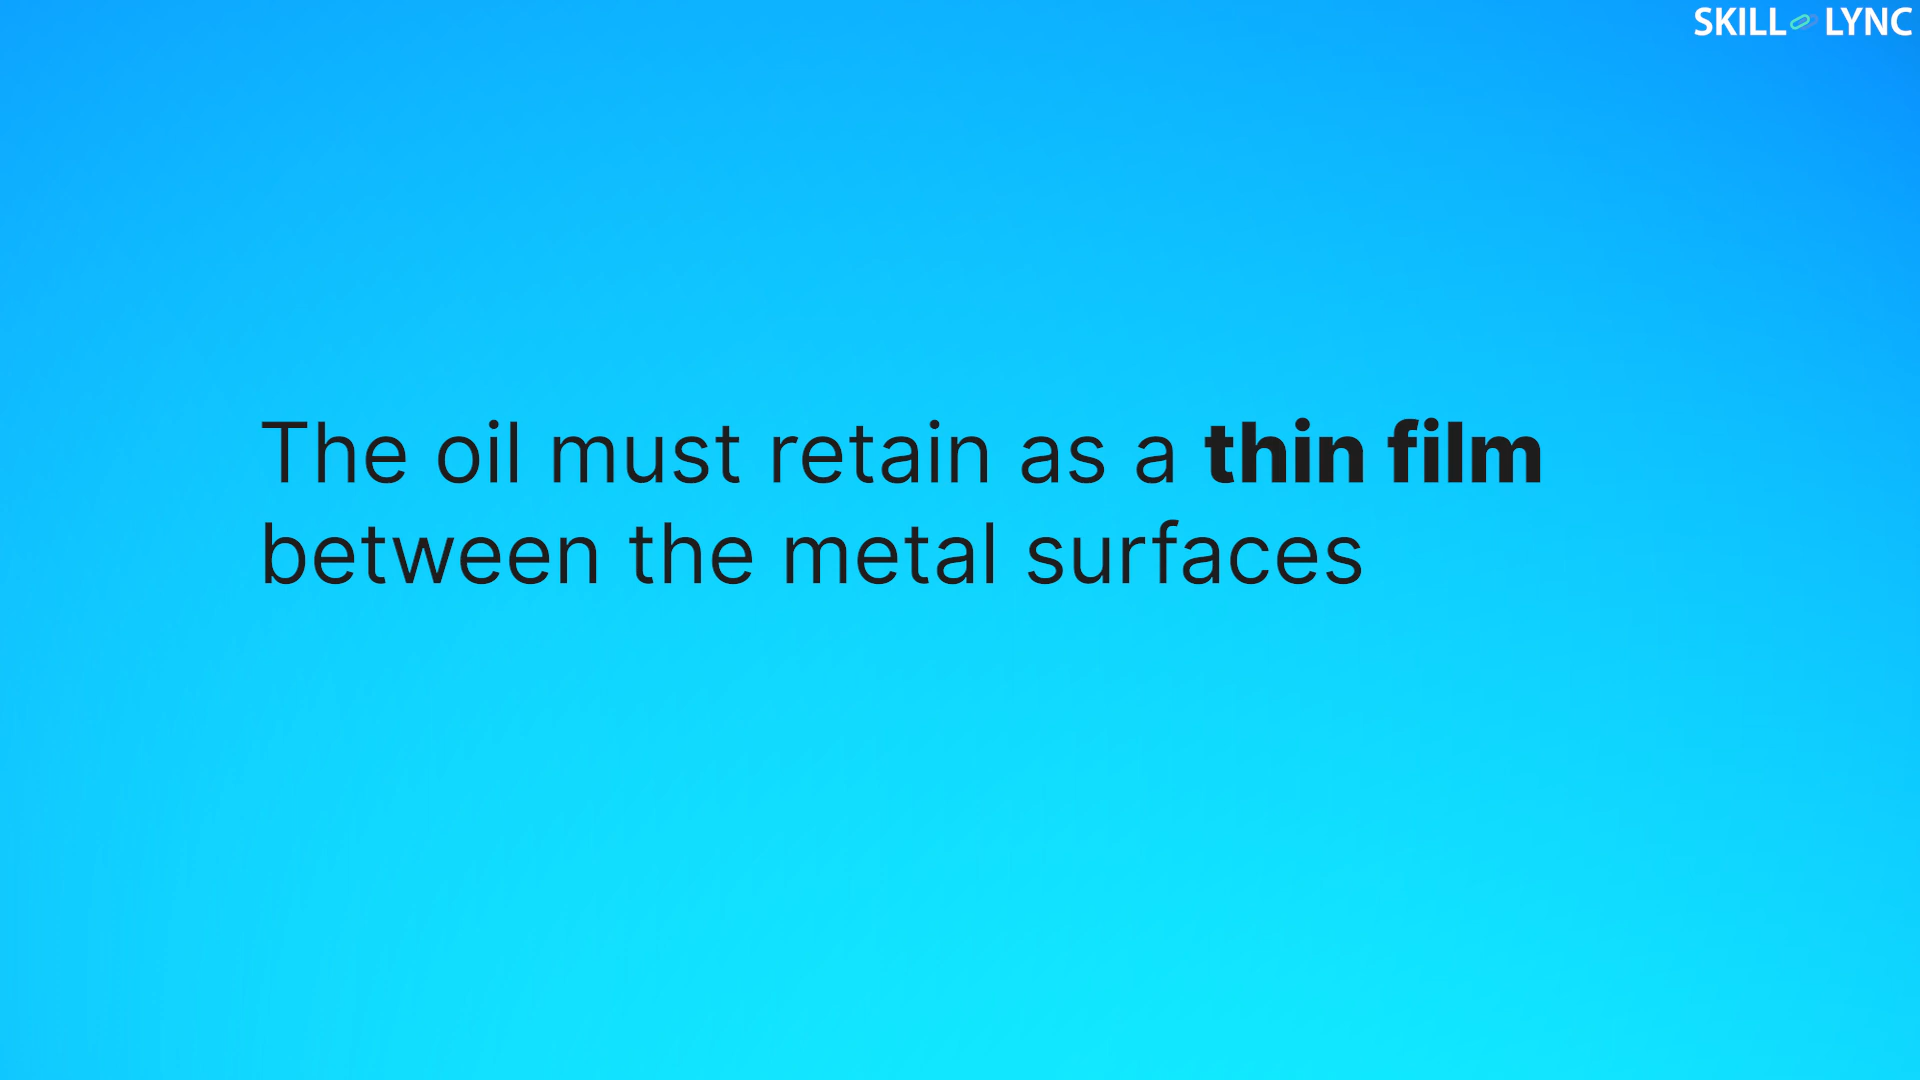 SKILL LYNC
The oil must retain as a thin film
between the metal surfaces